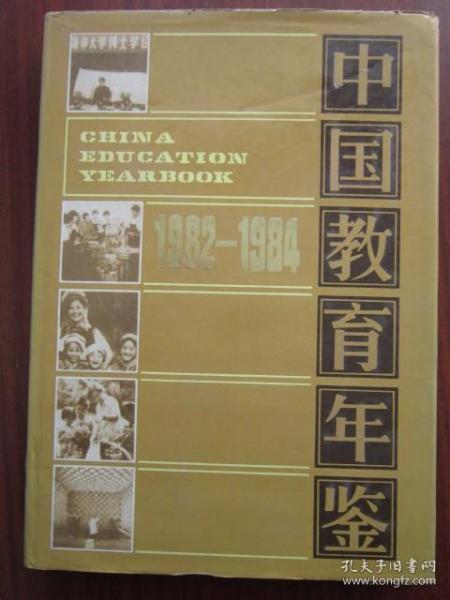 中国教育年鉴
CHINA
EDUCATION
YEARBOOK
1982—1984
孔夫子旧书网
www.kongfz.com